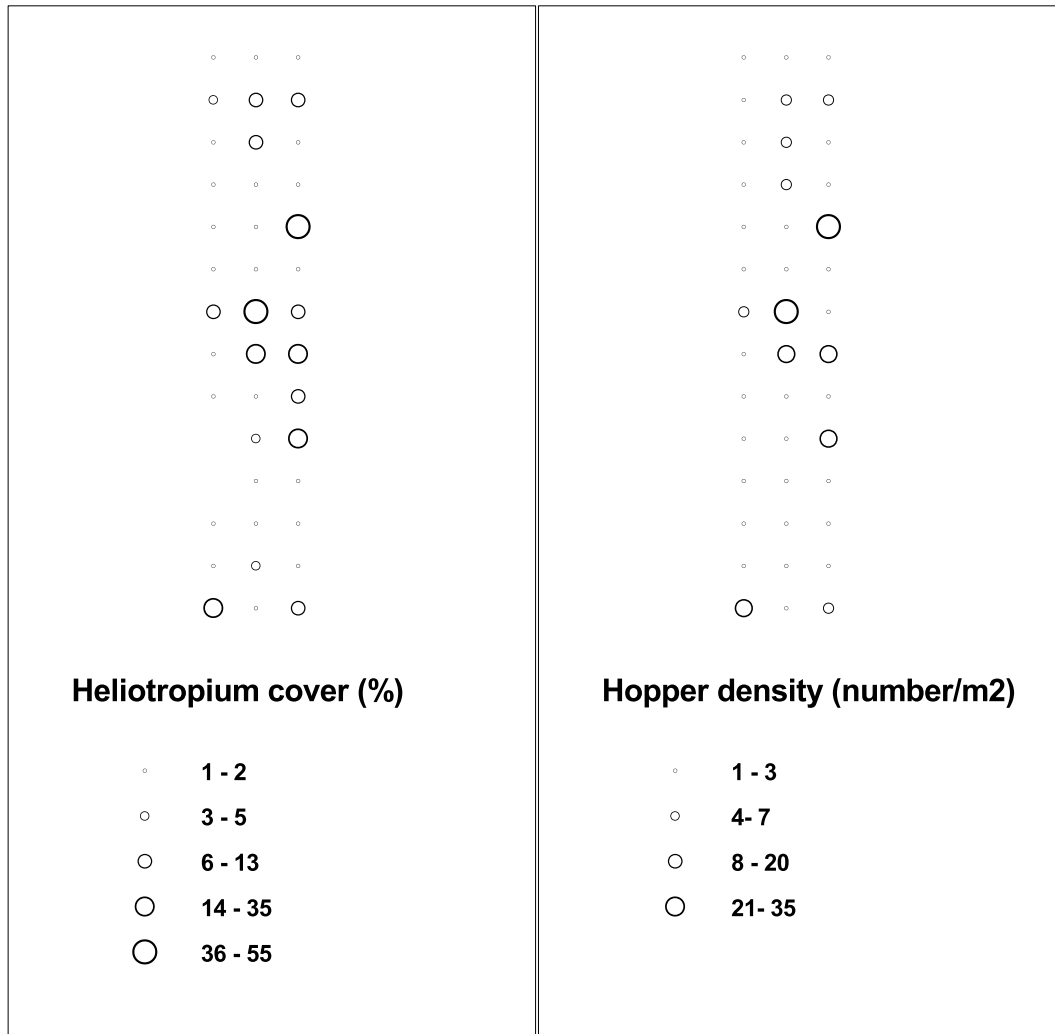 Heliotropium cover (%)
1 - 2
3 - 5
6 - 13
14 - 35
36 - 55
Hopper density (number/m2)
1 - 3
4- 7
8 - 20
21- 35